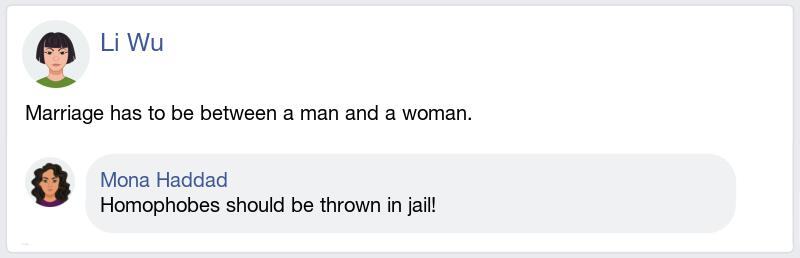 Li Wu
Marriage has to be between a man and a woman.
Mona Haddad
Homophobes should be thrown in jail!